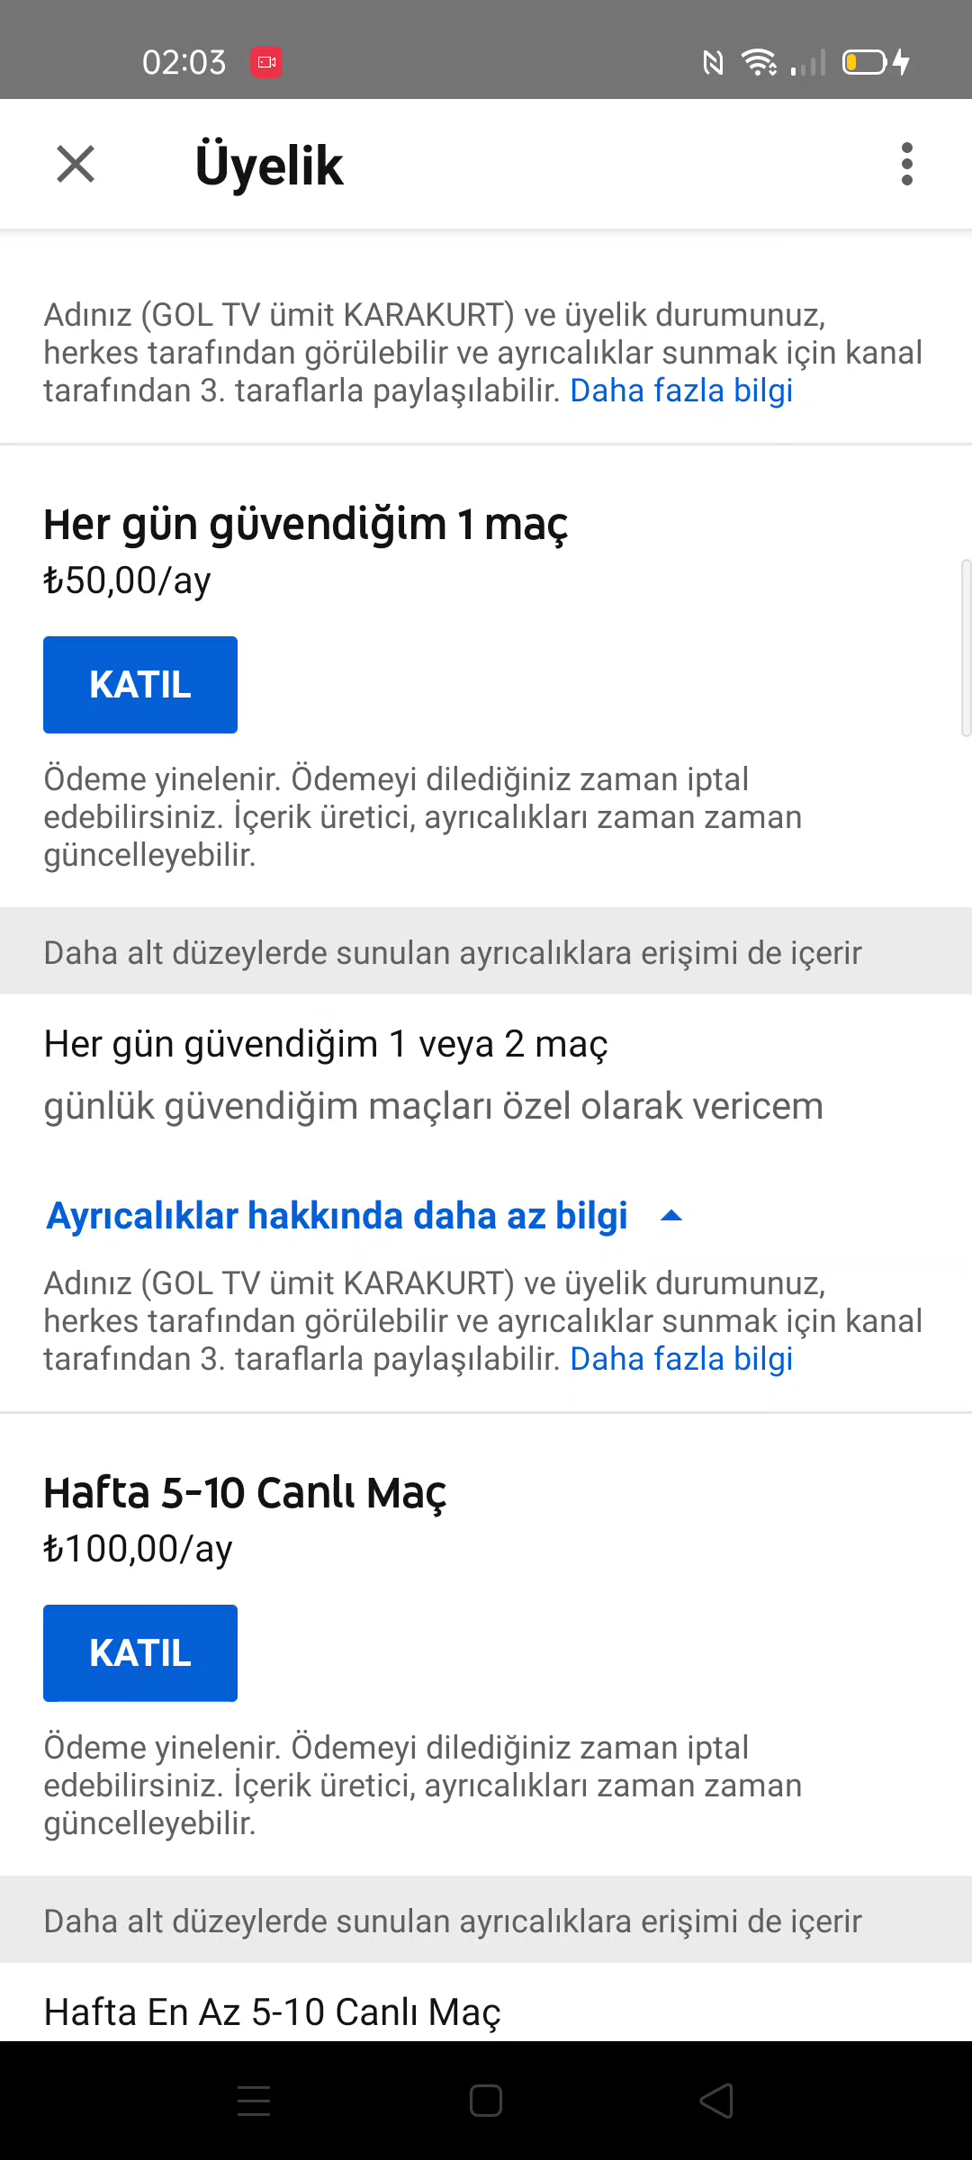 02:03
Üyelik
Adınız (GOL TV ümit KARAKURT) ve üyelik durumunuz,
herkes tarafından görülebilir ve ayrıcalıklar sunmak için kanal
tarafından 3. taraflarla paylaşılabilir. Daha fazla bilgi
Her gün güvendiğim 1 maç
₺50,00/ay
KATIL
Ödeme yinelenir. Ödemeyi dilediğiniz zaman iptal
edebilirsiniz. İçerik üretici, ayrıcalıkları zaman zaman
güncelleyebilir.
Daha alt düzeylerde sunulan ayrıcalıklara erişimi de içerir
Her gün güvendiğim 1 veya 2 maç
günlük güvendiğim maçları özel olarak vericem
Ayrıcalıklar hakkında daha az bilgi
Adınız (GOL TV ümit KARAKURT) ve üyelik durumunuz,
herkes tarafından görülebilir ve ayrıcalıklar sunmak için kanal
tarafından 3. taraflarla paylaşılabilir. Daha fazla bilgi
Hafta 5-10 Canlı Maç
₺100,00/ay
KATIL
Ödeme yinelenir. Ödemeyi dilediğiniz zaman iptal
edebilirsiniz. İçerik üretici, ayrıcalıkları zaman zaman
güncelleyebilir.
Daha alt düzeylerde sunulan ayrıcalıklara erişimi de içerir
Hafta En Az 5-10 Canlı Maç